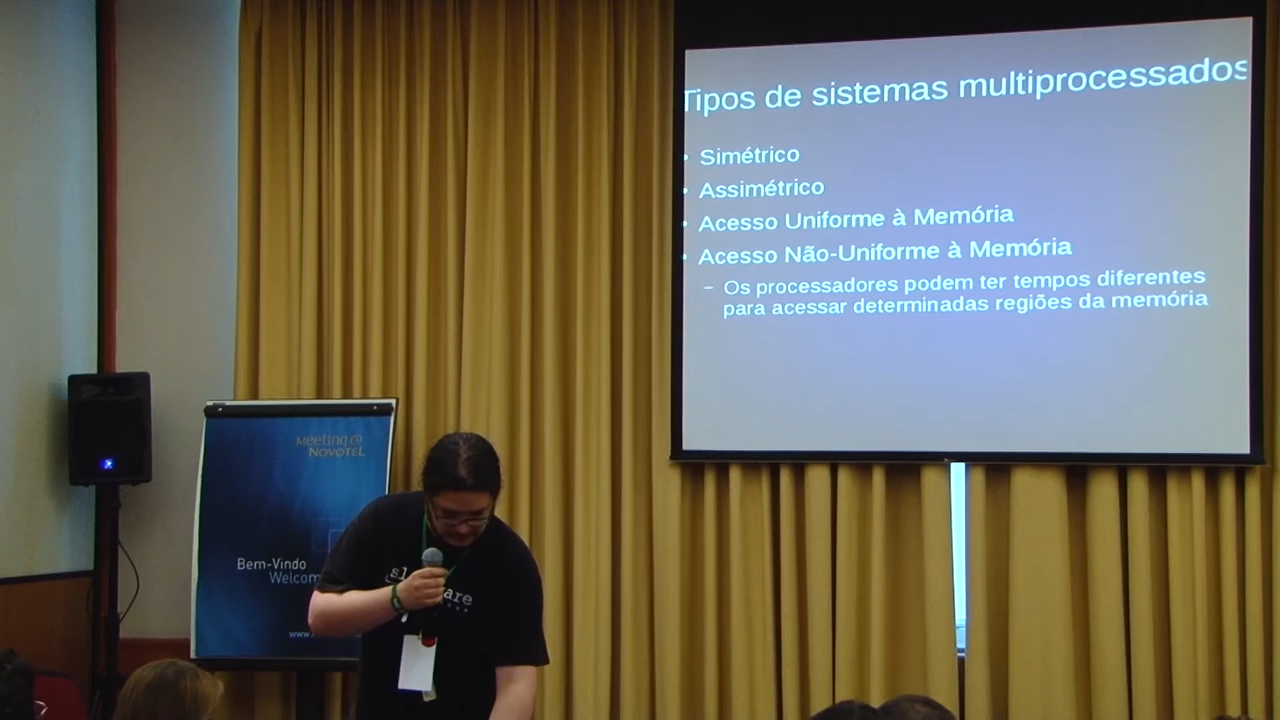 Tipos de sistemas multiprocessados
• Simétrico
• Assimétrico
• Acesso Uniforme à Memória
• Acesso Não-Uniforme à Memória
– Os processadores podem ter tempos diferentes
para acessar determinadas regiões da memória
Meeting@
NOVOTEL
Bem-Vindo
Welcom
www.